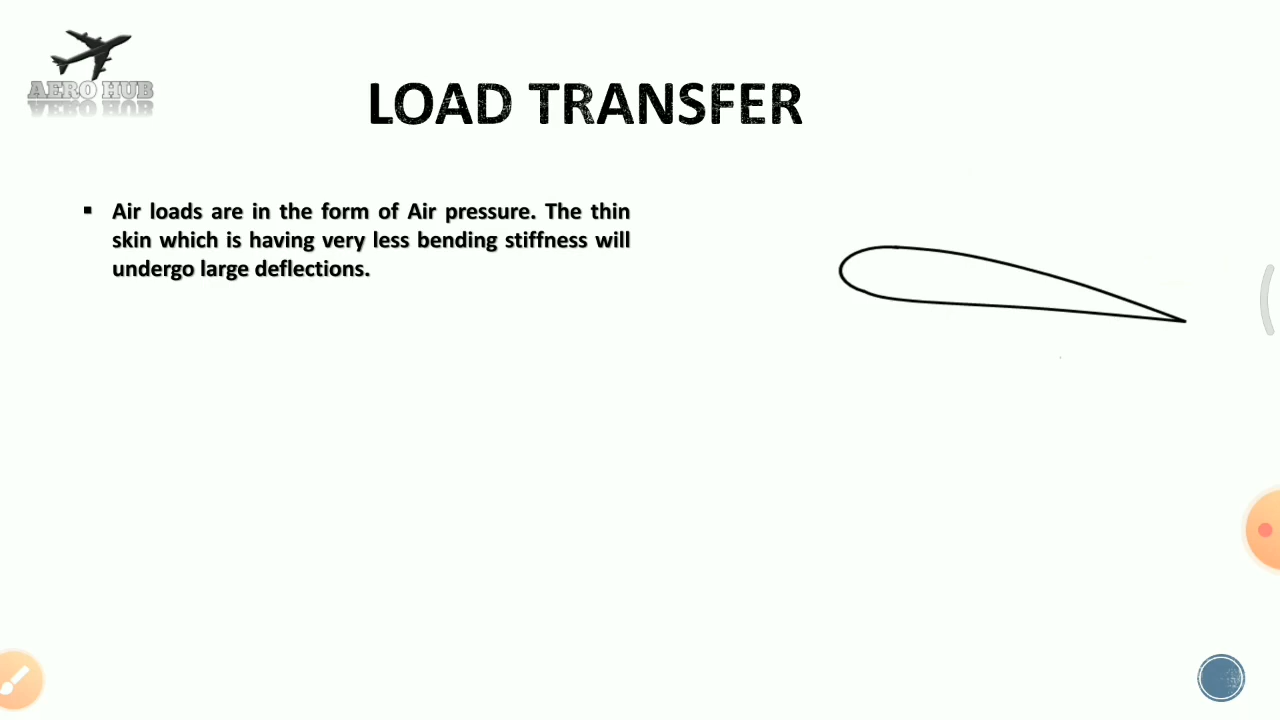 AERO HUB
LOAD TRANSFER
▪ Air loads are in the form of Air pressure. The thin
skin which is having very less bending stiffness will
undergo large deflections.